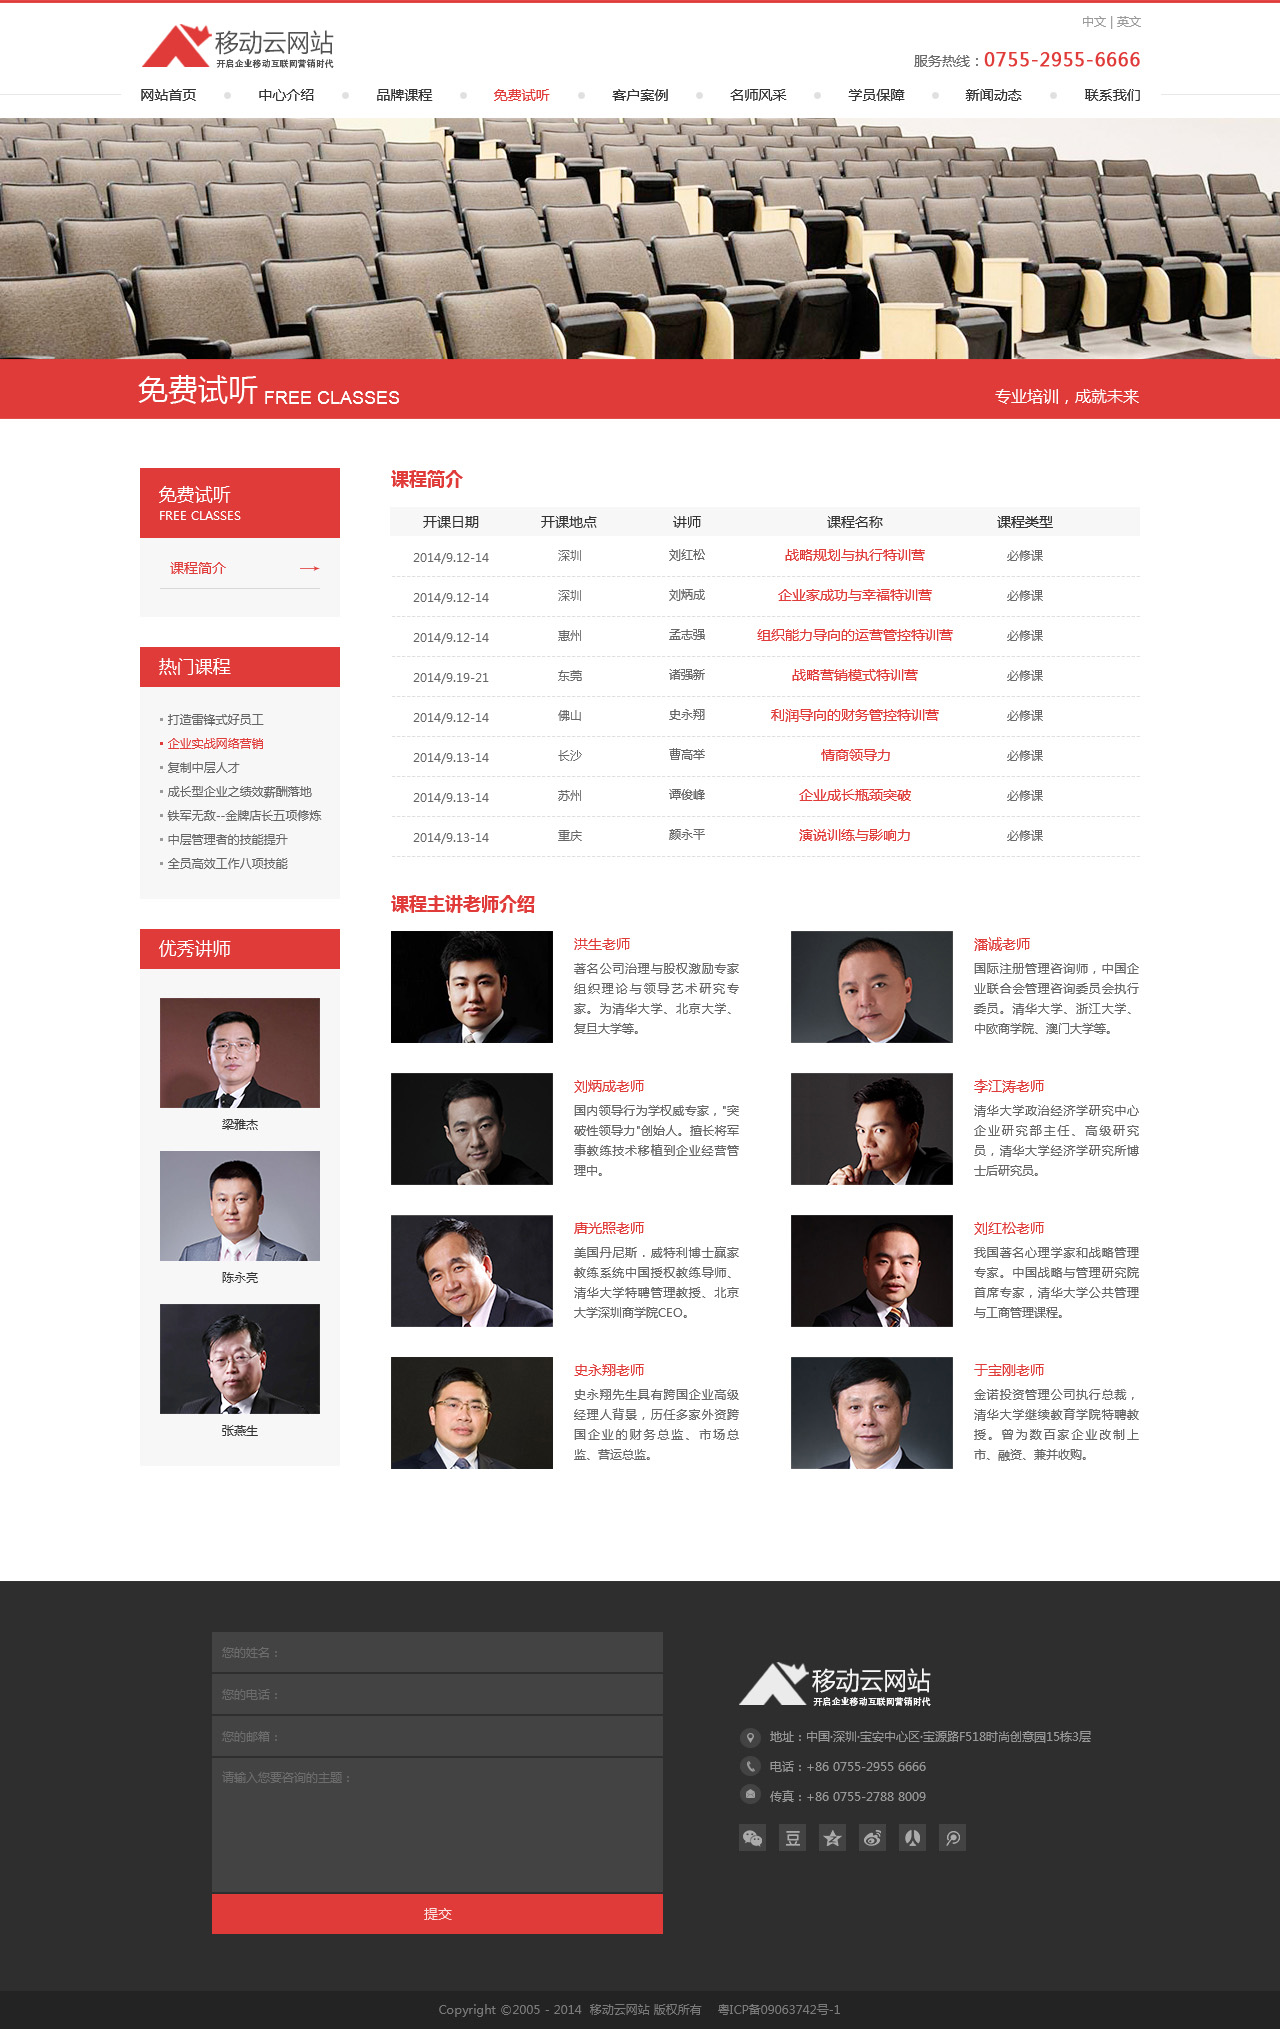 中文 | 英文
移动云网站
开启企业移动互联网营销时代
服务热线：0755-2955-6666
网站首页 中心介绍 品牌课程 免费试听 客户案例 名师风采 学员保障 新闻动态 联系我们
免费试听 FREE CLASSES
专业培训，成就未来
免费试听
FREE CLASSES
课程简介
热门课程
打造雷锋式好员工
企业实战网络营销
复制中层人才
成长型企业之绩效薪酬落地
铁军无敌--金牌店长五项修炼
中层管理者的技能提升
全员高效工作八项技能
优秀讲师
梁雅杰
陈永亮
张燕生
课程简介
开课日期 开课地点 讲师 课程名称 课程类型
2014/9.12-14 深圳 刘红松 战略规划与执行特训营 必修课
2014/9.12-14 深圳 刘炳成 企业家成功与幸福特训营 必修课
2014/9.12-14 惠州 孟志强 组织能力导向的运营管控特训营 必修课
2014/9.19-21 东莞 诸强新 战略营销模式特训营 必修课
2014/9.12-14 佛山 史永翔 利润导向的财务管控特训营 必修课
2014/9.13-14 长沙 曹高举 情商领导力 必修课
2014/9.13-14 苏州 谭俊峰 企业成长瓶颈突破 必修课
2014/9.13-14 重庆 颜永平 演说训练与影响力 必修课
课程主讲老师介绍
洪生老师
著名公司治理与股权激励专家
组织理论与领导艺术研究专
家。为清华大学、北京大学、
复旦大学等。
潘诚老师
国际注册管理咨询师，中国企
业联合会管理咨询委员会执行
委员。清华大学、浙江大学、
中欧商学院、澳门大学等。
刘炳成老师
国内领导行为学权威专家，"突
破性领导力"创始人。擅长将军
事教练技术移植到企业经营管
理中。
李江涛老师
清华大学政治经济学研究中心
企业研究部主任、高级研究
员，清华大学经济学研究所博
士后研究员。
唐光照老师
美国丹尼斯．威特利博士赢家
教练系统中国授权教练导师、
清华大学特聘管理教授、北京
大学深圳商学院CEO。
刘红松老师
我国著名心理学家和战略管理
专家。中国战略与管理研究院
首席专家，清华大学公共管理
与工商管理课程。
史永翔老师
史永翔先生具有跨国企业高级
经理人背景，历任多家外资跨
国企业的财务总监、市场总
监、营运总监。
于宝刚老师
金诺投资管理公司执行总裁，
清华大学继续教育学院特聘教
授。曾为数百家企业改制上
市、融资、兼并收购。
您的姓名：
您的电话：
您的邮箱：
请输入您要咨询的主题：
提交
移动云网站
开启企业移动互联网营销时代
地址：中国·深圳·宝安中心区·宝源路F518时尚创意园15栋3层
电话：+86 0755-2955 6666
传真：+86 0755-2788 8009
豆
Copyright ©2005 - 2014 移动云网站 版权所有 粤ICP备09063742号-1